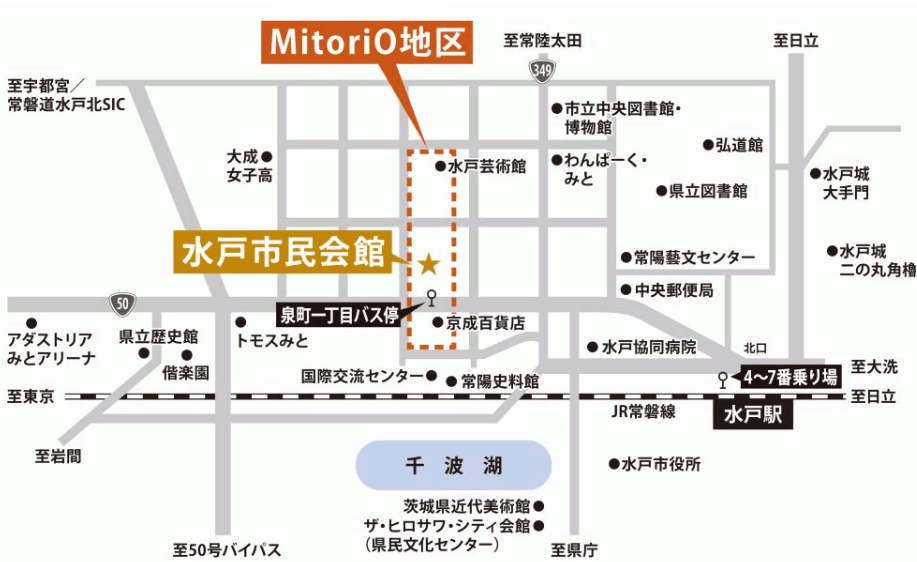 MitoriO地区
至常陸太田
至日立
349
至宇都宮／
常磐道水戸北SIC
市立中央図書館・
博物館
弘道館
大成
女子高
水戸芸術館
わんぱーく・
みと
水戸城
大手門
県立図書館
水戸市民会館
常陽藝文センター
水戸城
二の丸角櫓
中央郵便局
50
泉町一丁目バス停
京成百貨店
アダストリア
みとアリーナ
県立歴史館
トモスみと
偕楽園
水戸協同病院
北口
国際交流センター
常陽史料館
4〜7番乗り場
至大洗
至東京
JR常磐線
水戸駅
至日立
至岩間
千波湖
水戸市役所
茨城県近代美術館
ザ・ヒロサワ・シティ会館
（県民文化センター）
至50号バイパス
至県庁